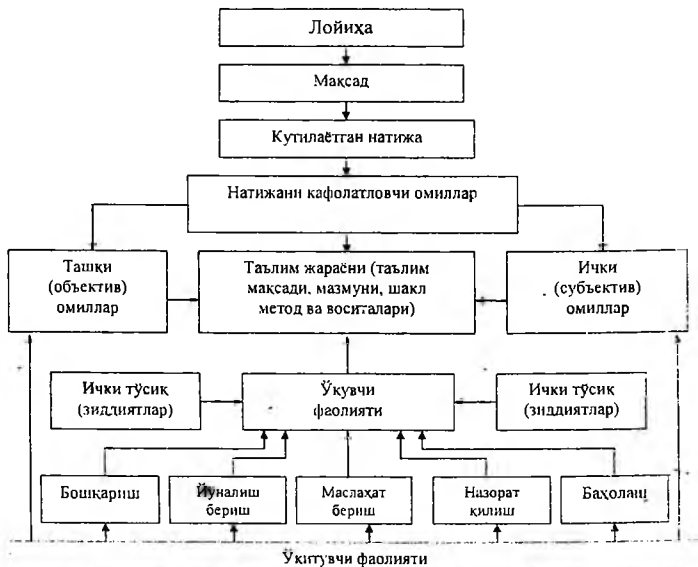 Лойиҳа
Мақсад
Кутилаётган натижа
Натижани кафолатловчи омиллар
Ташқи
(объектив)
омиллар
Таълим жараёни (таълим
мақсади, мазмуни, шакл
метод ва воситалари)
Ички
(субъектив)
омиллар
Ички тўсиқ
(зиддиятлар)
Ўқувчи
фаолияти
Ички тўсиқ
(зиддиятлар)
Бошқариш
Йуналиш
бериш
Маслаҳат
бериш
Назорат
қилиш
Баҳолаш
Ўқитувчи фаолияти